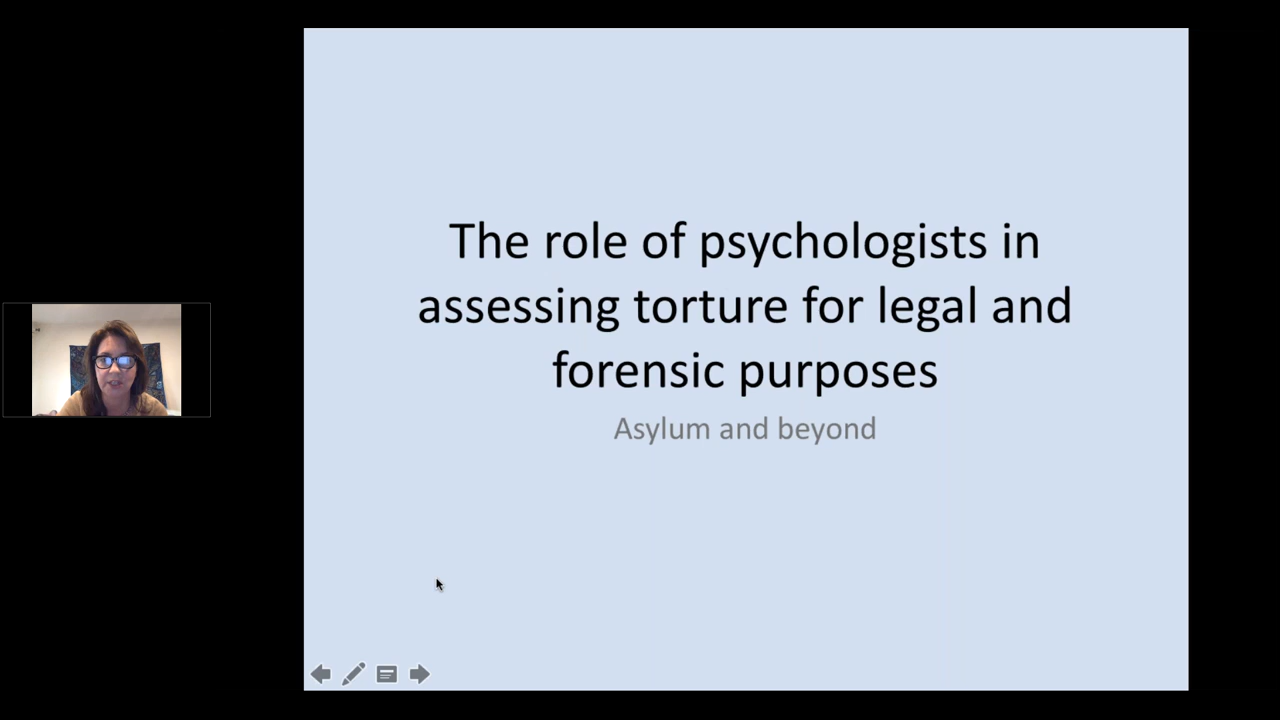 The role of psychologists in
assessing torture for legal and
forensic purposes
Asylum and beyond